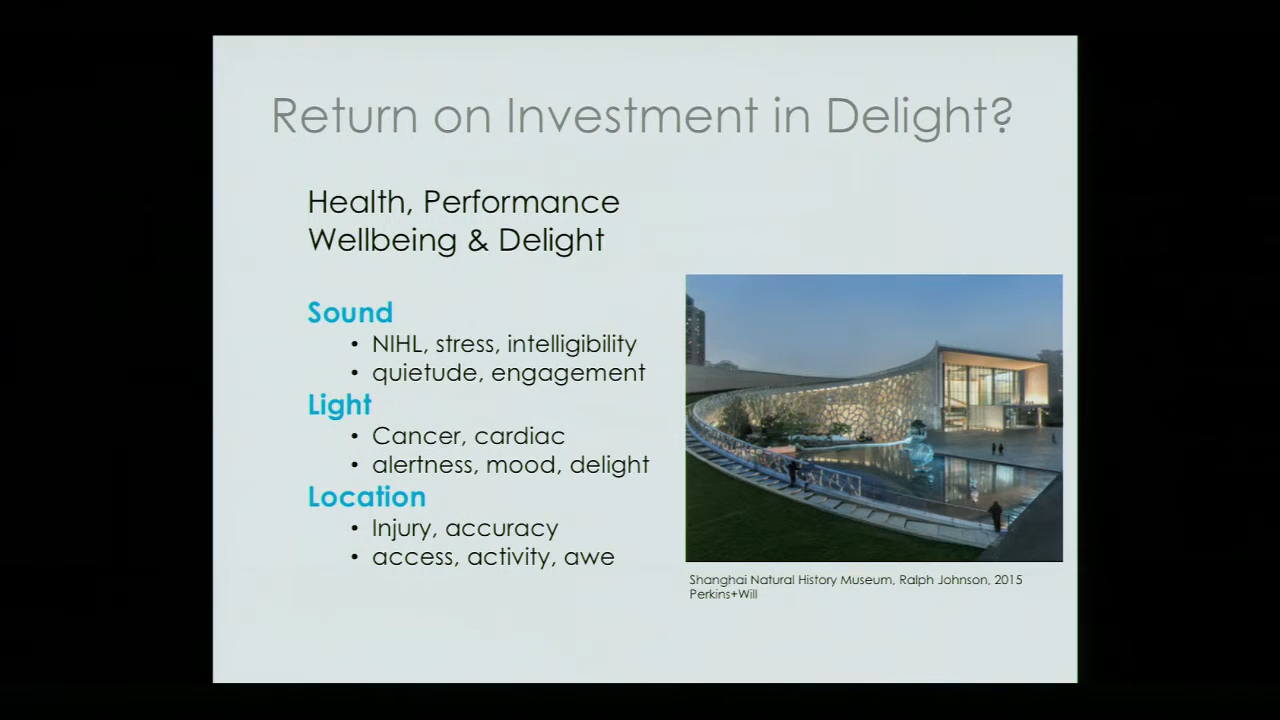 Return on Investment in Delight?
Health, Performance
Wellbeing & Delight
Sound
• NIHL, stress, intelligibility
• quietude, engagement
Light
• Cancer, cardiac
• alertness, mood, delight
Location
• Injury, accuracy
• access, activity, awe
Shanghai Natural History Museum, Ralph Johnson, 2015
Perkins+Will